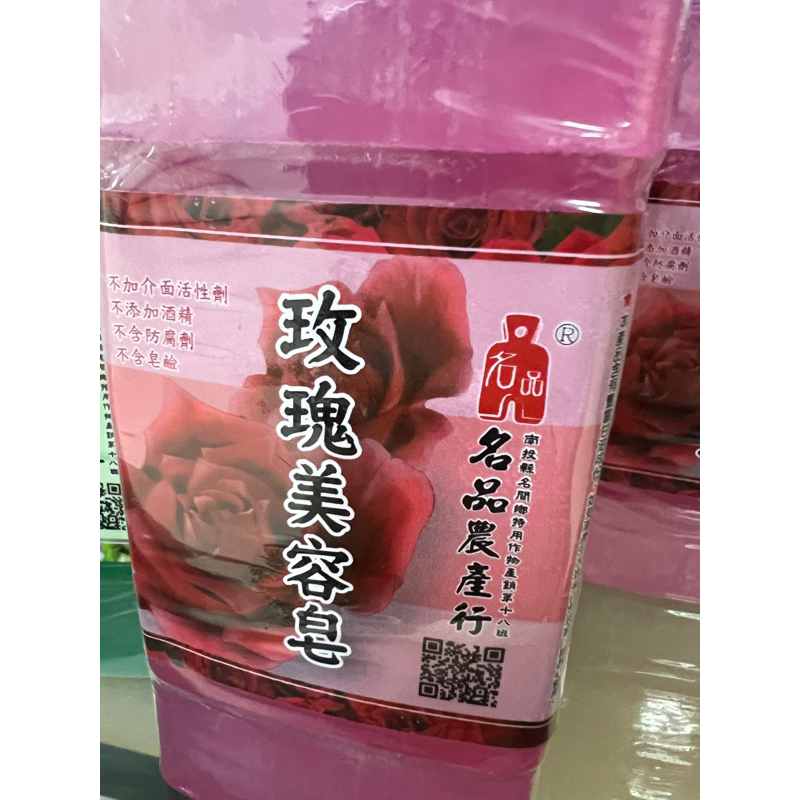 不加介面活性劑
不添加酒精
不含防腐劑
不含皂鹼
玫瑰美容皂
®
名品
南投縣名間鄉特用作物產銷第十八班
名品農產行